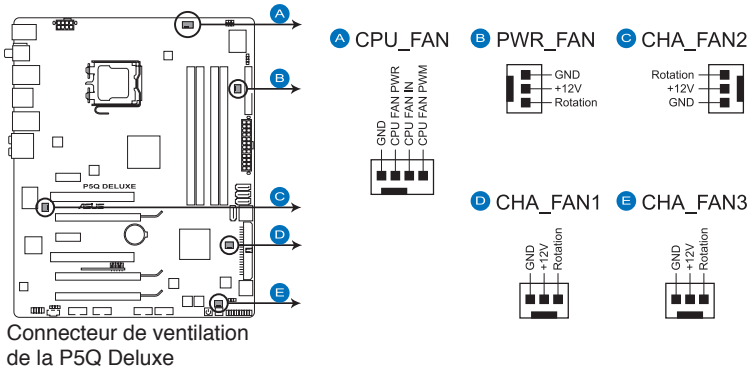 A
B
C
D
E
P5Q DELUXE
ASUS
A CPU_FAN
GND
CPU FAN PWR
CPU FAN IN
CPU FAN PWM
B PWR_FAN
GND
+12V
Rotation
C CHA_FAN2
Rotation
+12V
GND
D CHA_FAN1
GND
+12V
Rotation
E CHA_FAN3
GND
+12V
Rotation
Connecteur de ventilation
de la P5Q Deluxe